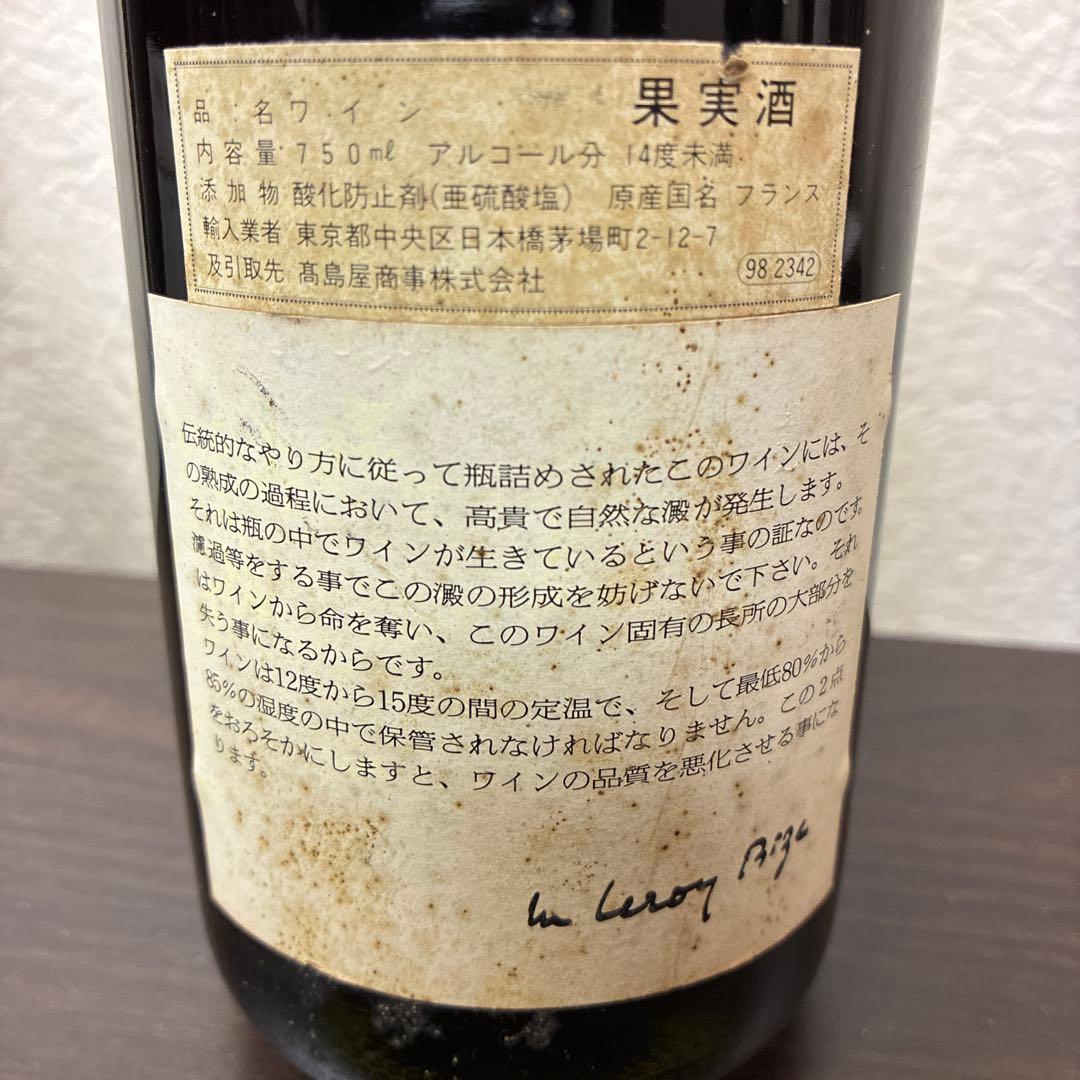 果実酒
品名ワイン
内容量 750ml アルコール分 14度未満
添加物 酸化防止剤(亜硫酸塩) 原産国名 フランス
輸入業者 東京都中央区日本橋茅場町2-12-7
及引取先 髙島屋商事株式会社 98 2342
伝統的なやり方に従って瓶詰めされたこのワインには、そ
の熟成の過程において、高貴で自然な澱が発生します。
それは瓶の中でワインが生きているという事の証なのです。
濾過等をする事でこの澱の形成を妨げないで下さい。それ
はワインから命を奪い、このワイン固有の長所の大部分を
失う事になるからです。
ワインは12度から15度の間の定温で、そして最低80%から
85%の湿度の中で保管されなければなりません。この2点
をおろそかにしますと、ワインの品質を悪化させる事にな
ります。
Leroy